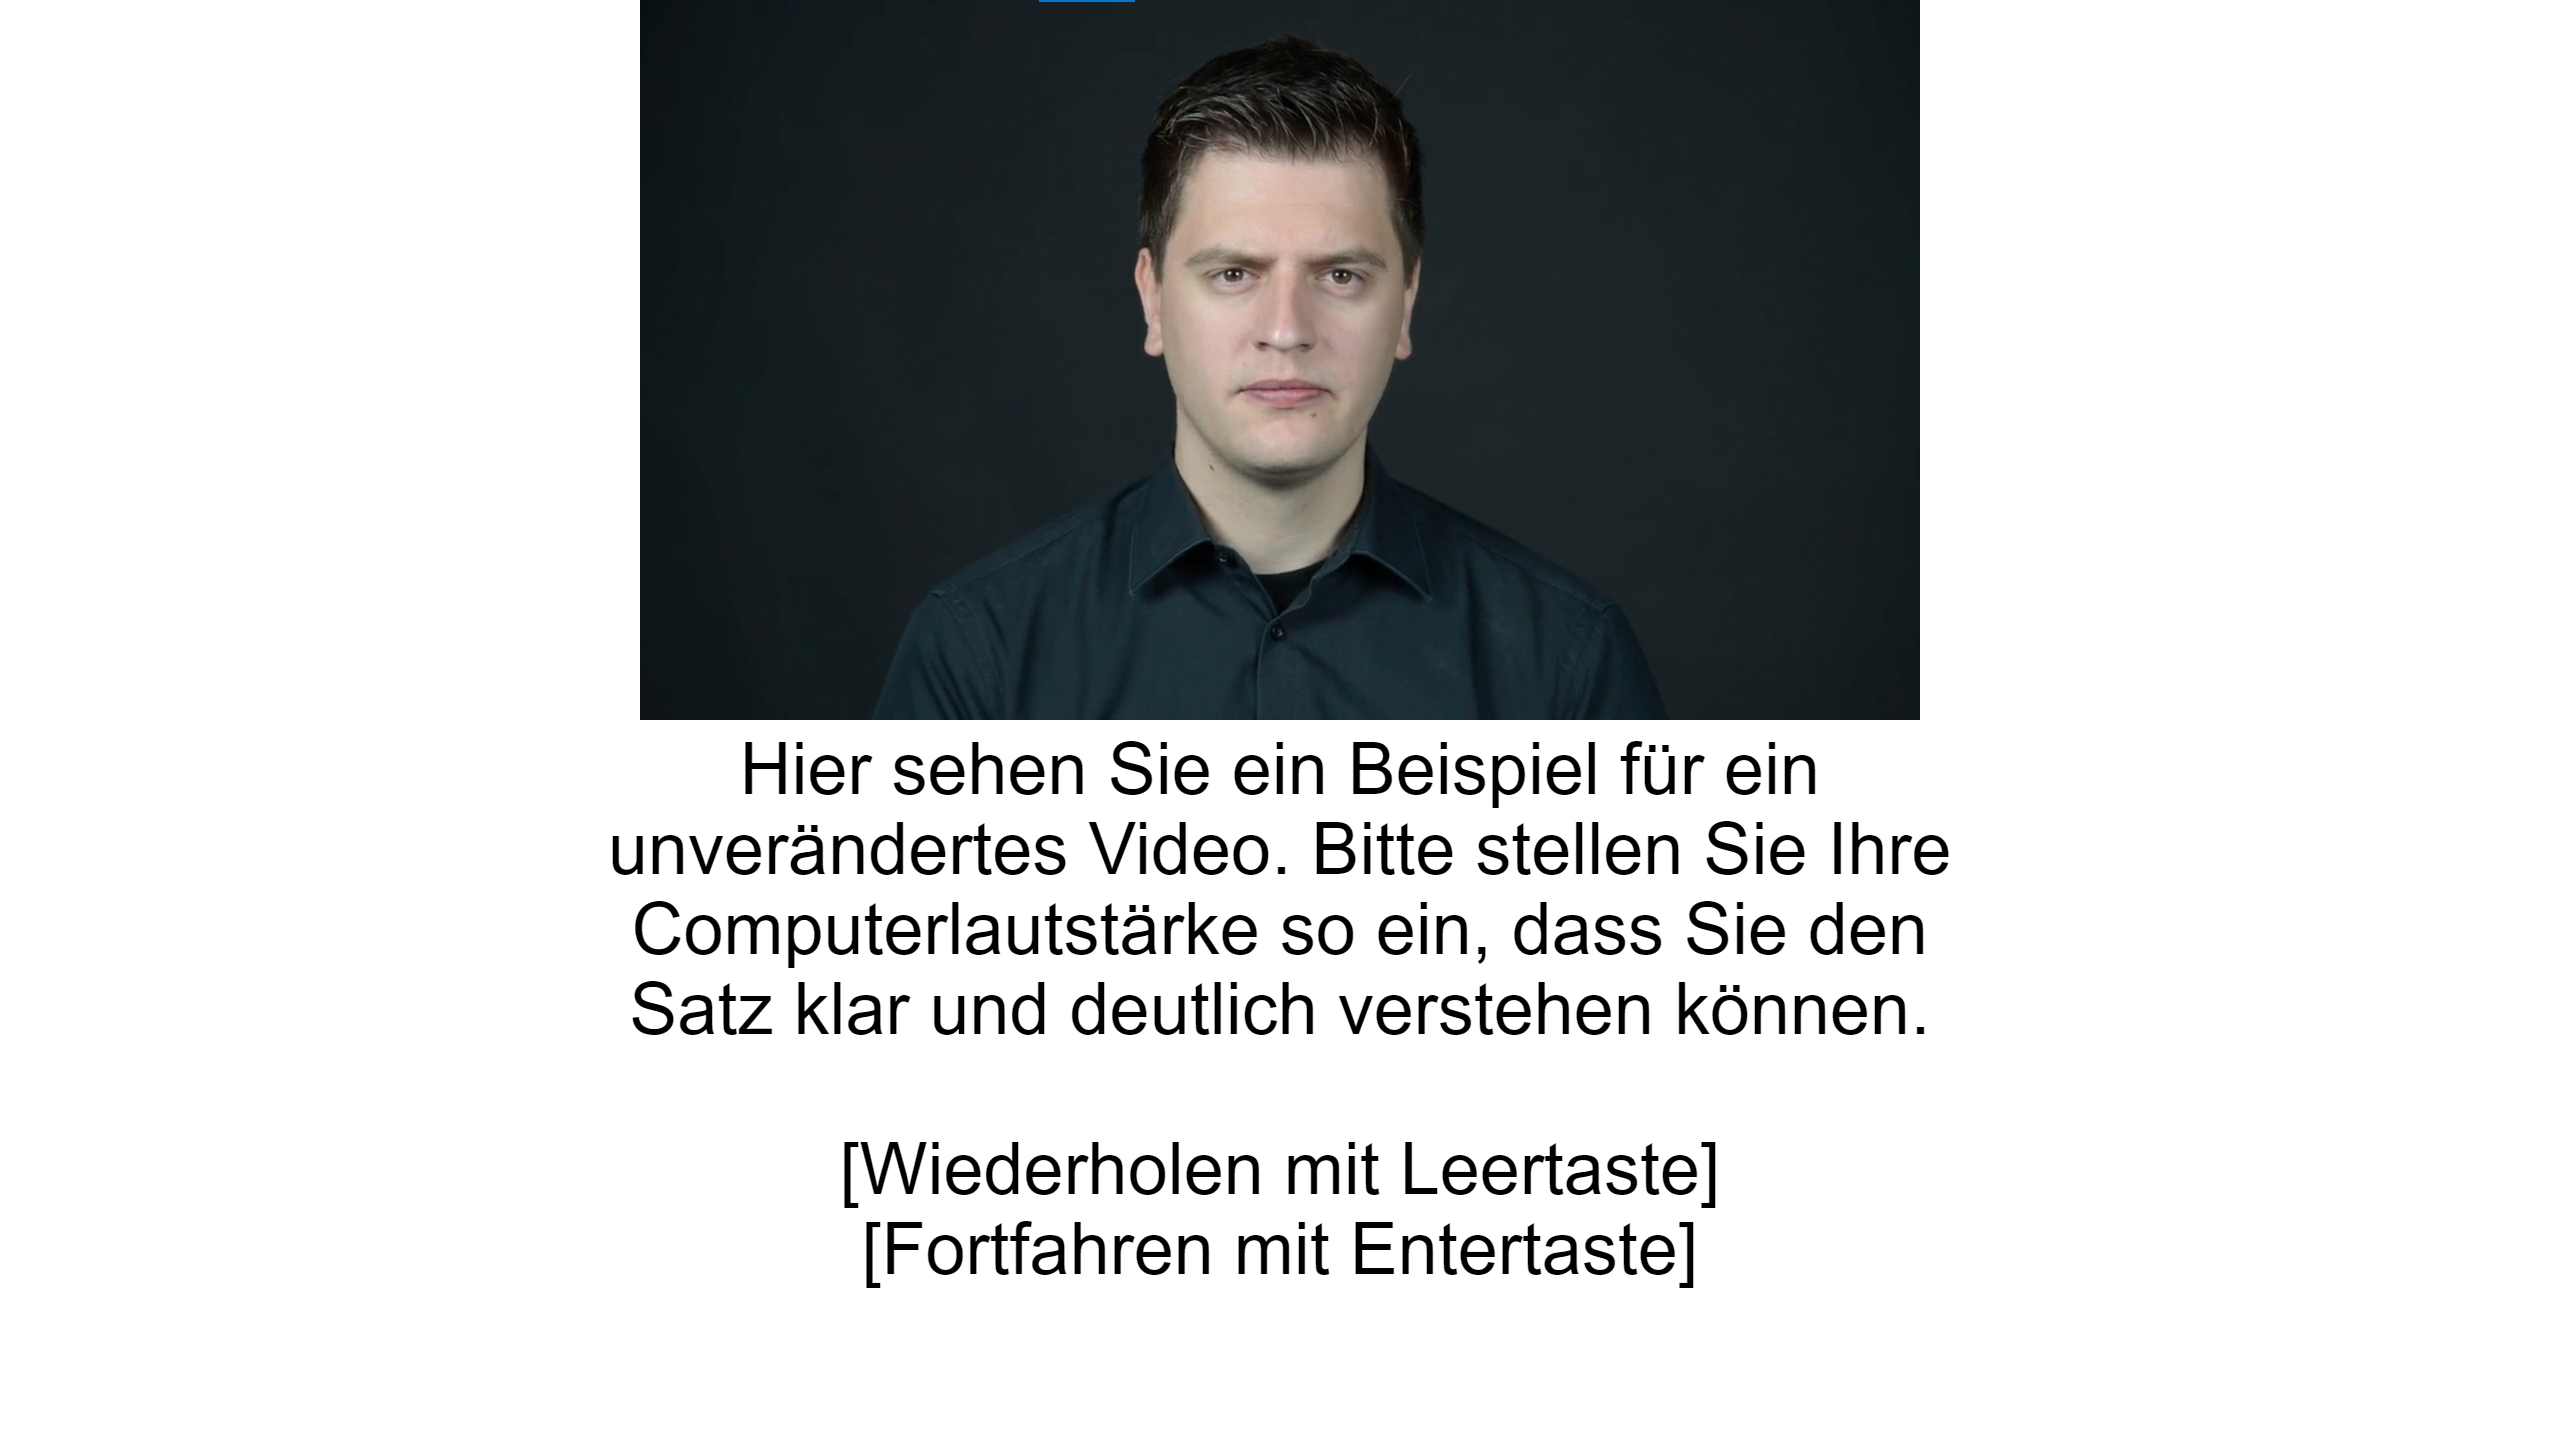 Hier sehen Sie ein Beispiel für ein
unverändertes Video. Bitte stellen Sie Ihre
Computerlautstärke so ein, dass Sie den
Satz klar und deutlich verstehen können.
[Wiederholen mit Leertaste]
[Fortfahren mit Entertaste]